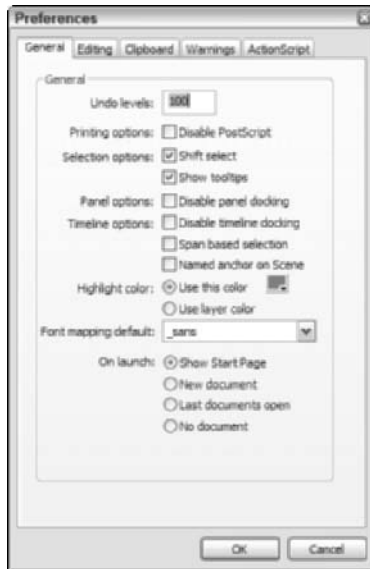 Preferences
General Editing Clipboard Warnings ActionScript
General
Undo levels: 100
Printing options: Disable PostScript
Selection options: Shift select
Show tooltips
Panel options: Disable panel docking
Timeline options: Disable timeline docking
Span based selection
Named anchor on Scene
Highlight color: Use this color
Use layer color
Font mapping default: _sans
On launch: Show Start Page
New document
Last documents open
No document
OK Cancel